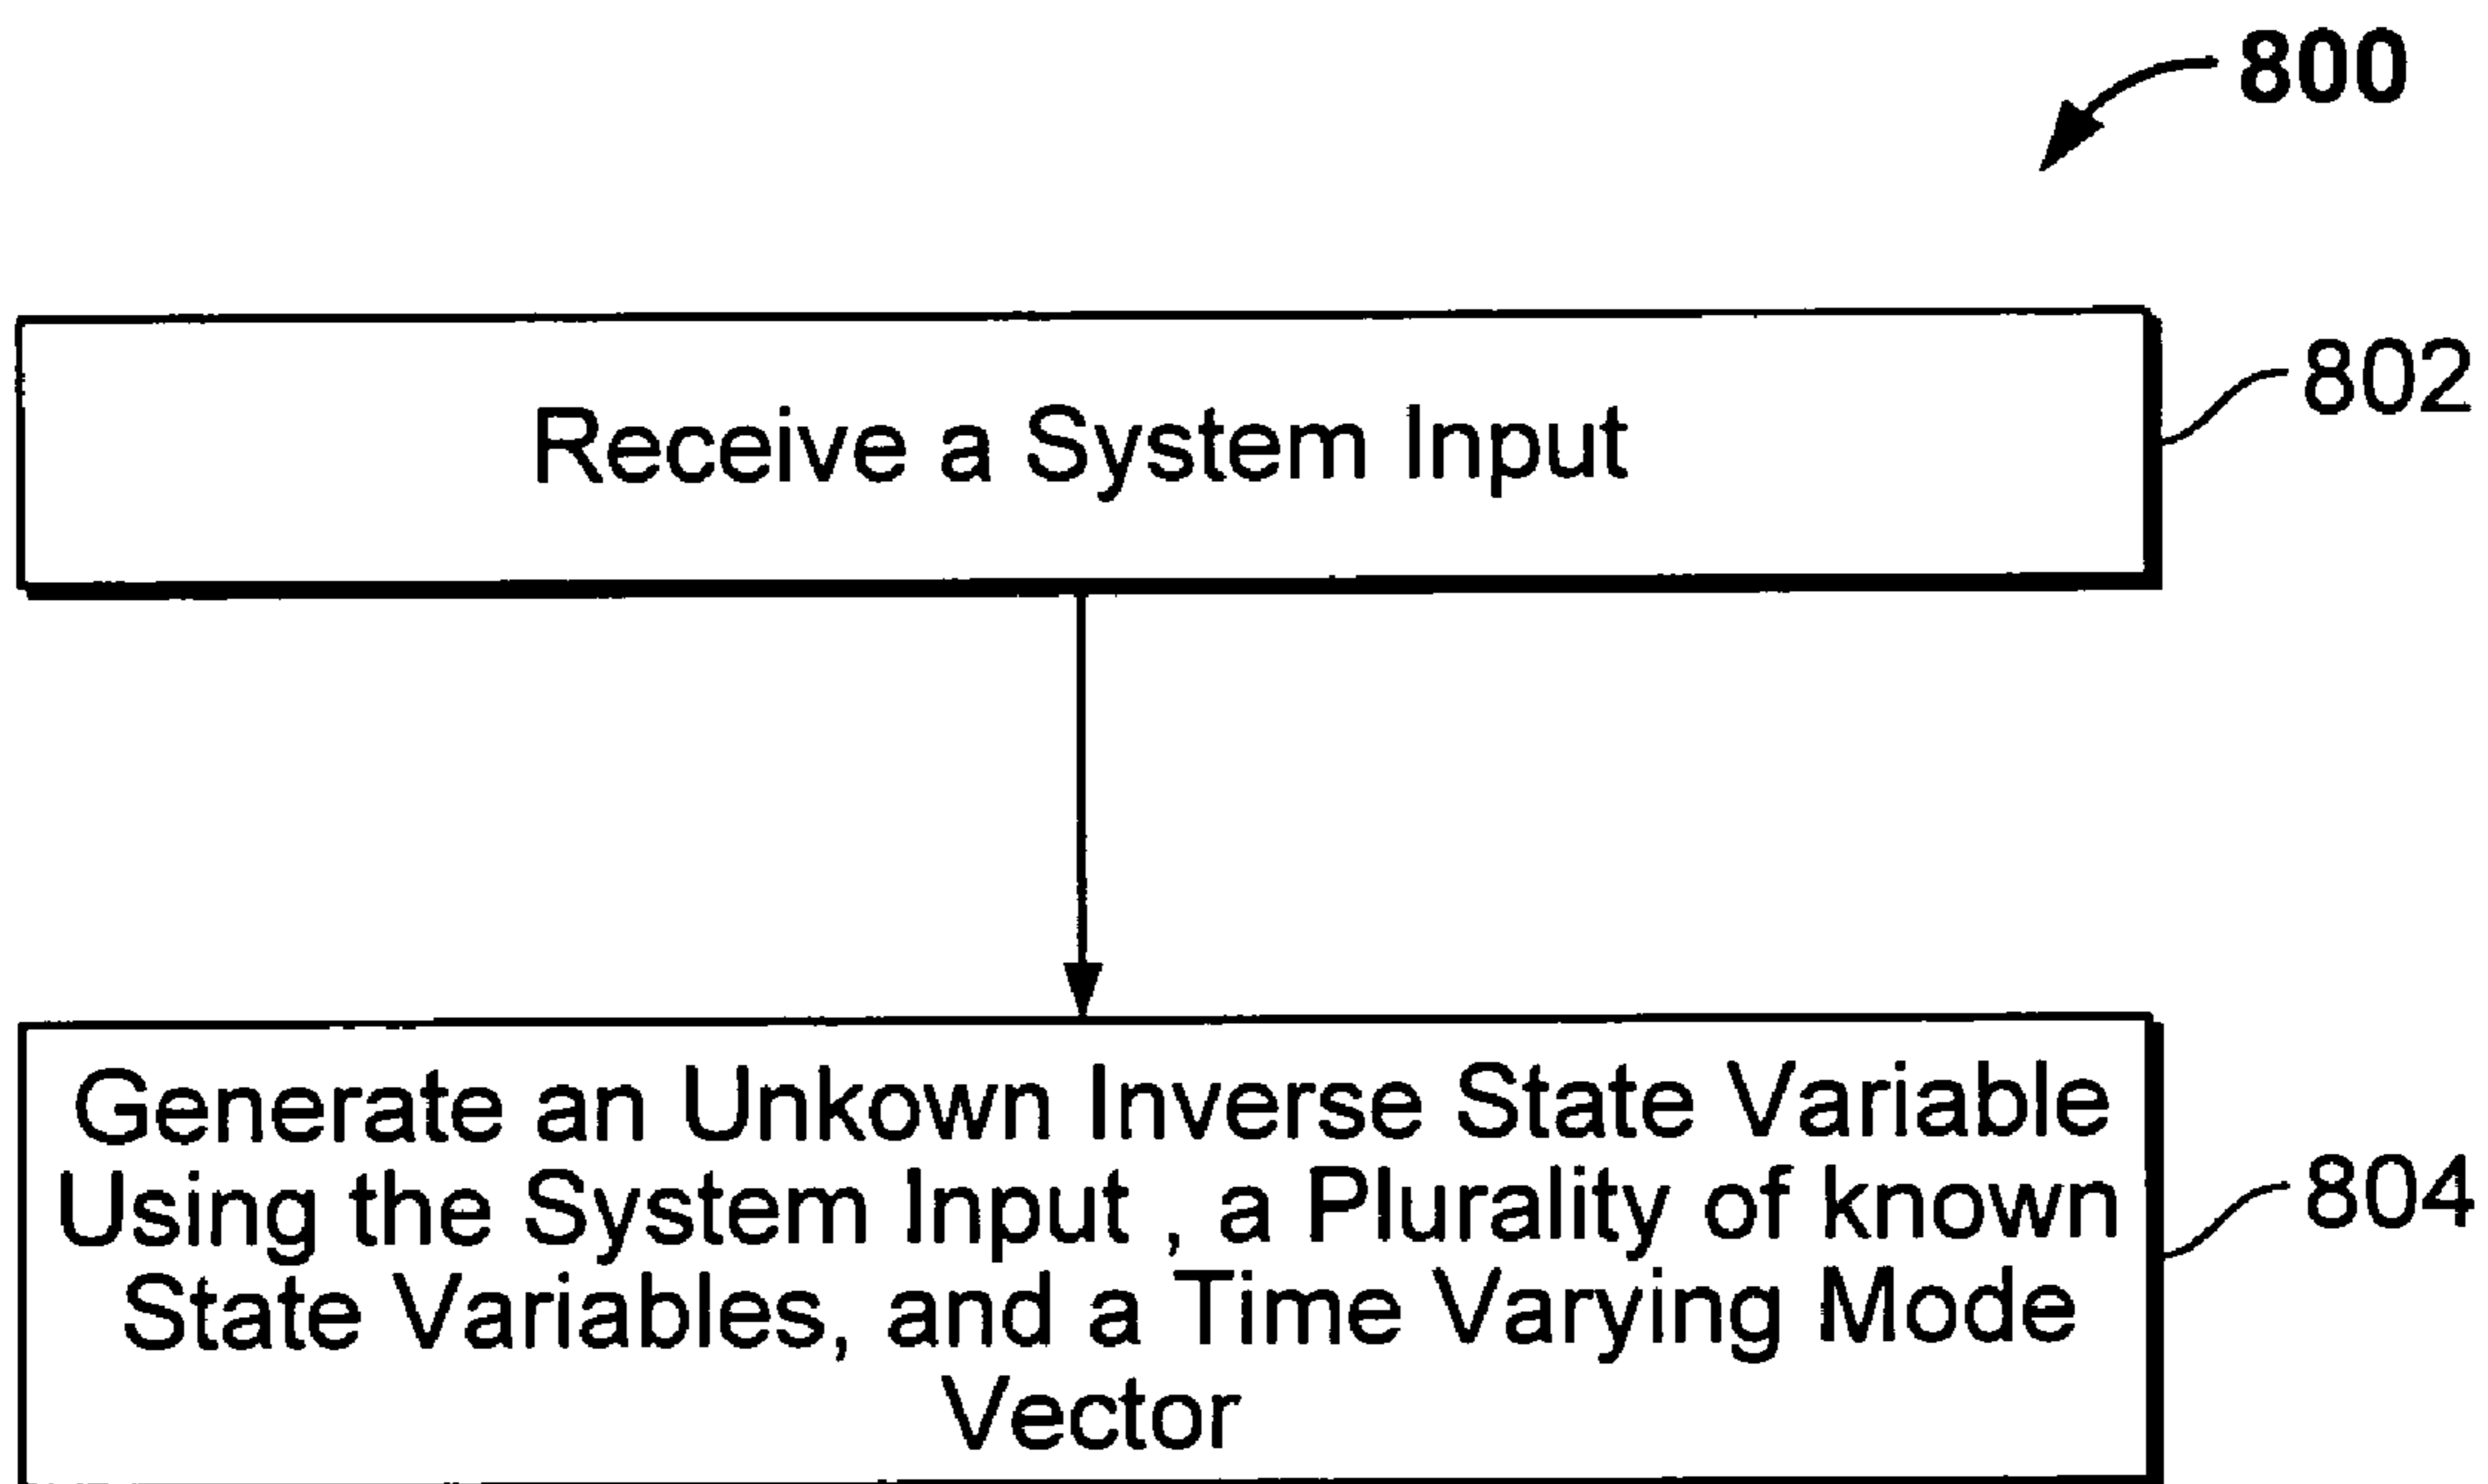 800
Receive a System Input
802
Generate an Unkown Inverse State Variable
Using the System Input , a Plurality of known
State Variables, and a Time Varying Mode
Vector
804